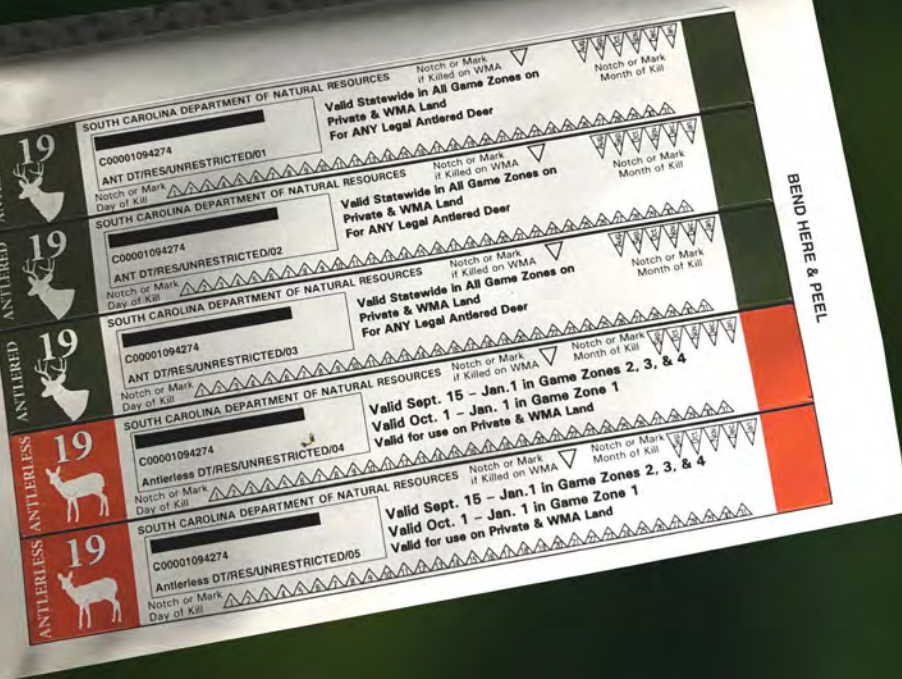 ANTLERED
19
SOUTH CAROLINA DEPARTMENT OF NATURAL RESOURCES
C00001094274
ANT DT/RES/UNRESTRICTED/01
Notch or Mark
Day of Kill
Notch or Mark
if Killed on WMA
Notch or Mark
Month of Kill
Valid Statewide in All Game Zones on
Private & WMA Land
For ANY Legal Antlered Deer
ANTLERED
19
SOUTH CAROLINA DEPARTMENT OF NATURAL RESOURCES
C00001094274
ANT DT/RES/UNRESTRICTED/02
Notch or Mark
Day of Kill
Notch or Mark
if Killed on WMA
Notch or Mark
Month of Kill
Valid Statewide in All Game Zones on
Private & WMA Land
For ANY Legal Antlered Deer
ANTLERED
19
SOUTH CAROLINA DEPARTMENT OF NATURAL RESOURCES
C00001094274
ANT DT/RES/UNRESTRICTED/03
Notch or Mark
Day of Kill
Notch or Mark
if Killed on WMA
Notch or Mark
Month of Kill
Valid Statewide in All Game Zones on
Private & WMA Land
For ANY Legal Antlered Deer
ANTLERLESS
19
SOUTH CAROLINA DEPARTMENT OF NATURAL RESOURCES
C00001094274
Antlerless DT/RES/UNRESTRICTED/04
Notch or Mark
Day of Kill
Notch or Mark
if Killed on WMA
Notch or Mark
Month of Kill
Valid Sept. 15 – Jan.1 in Game Zones 2, 3, & 4
Valid Oct. 1 – Jan. 1 in Game Zone 1
Valid for use on Private & WMA Land
ANTLERLESS
19
SOUTH CAROLINA DEPARTMENT OF NATURAL RESOURCES
C00001094274
Antlerless DT/RES/UNRESTRICTED/05
Notch or Mark
Day of Kill
Notch or Mark
if Killed on WMA
Notch or Mark
Month of Kill
Valid Sept. 15 – Jan.1 in Game Zones 2, 3, & 4
Valid Oct. 1 – Jan. 1 in Game Zone 1
Valid for use on Private & WMA Land
BEND HERE & PEEL